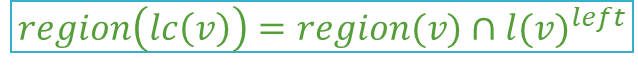 region(lc(v)) = region(v) ∩ l(v)^left